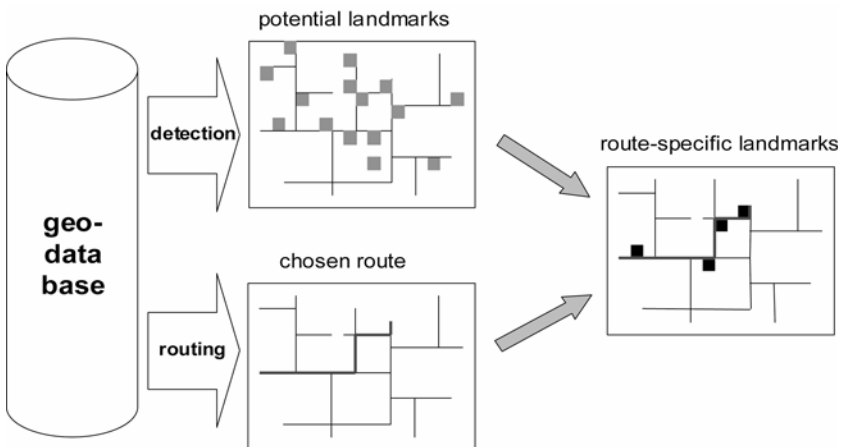 potential landmarks
detection
route-specific landmarks
geo-
data
base
chosen route
routing